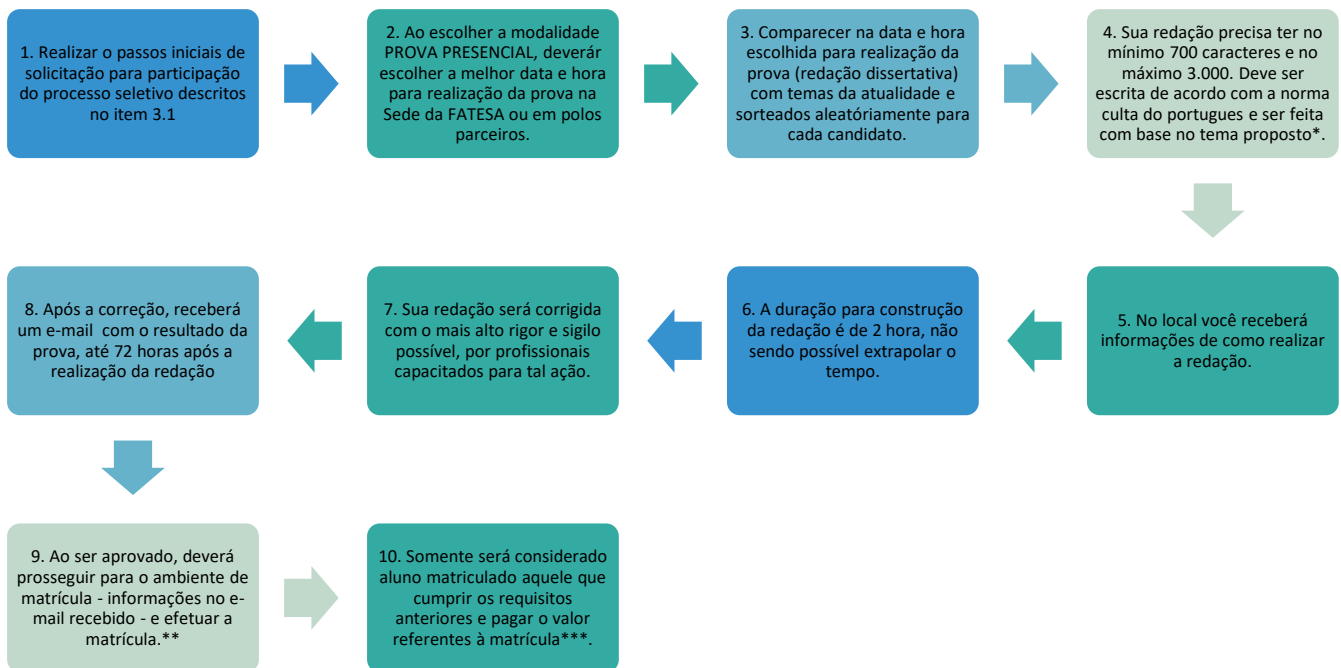 1. Realizar o passos iniciais de
solicitação para participação
do processo seletivo descritos
no item 3.1
2. Ao escolher a modalidade
PROVA PRESENCIAL, deverár
escolher a melhor data e hora
para realização da prova na
Sede da FATESA ou em polos
parceiros.
3. Comparecer na data e hora
escolhida para realização da
prova (redação dissertativa)
com temas da atualidade e
sorteados aleatóriamente para
cada candidato.
4. Sua redação precisa ter no
mínimo 700 caracteres e no
máximo 3.000. Deve ser
escrita de acordo com a norma
culta do portugues e ser feita
com base no tema proposto*.
5. No local você receberá
informações de como realizar
a redação.
6. A duração para construção
da redação é de 2 hora, não
sendo possível extrapolar o
tempo.
7. Sua redação será corrigida
com o mais alto rigor e sigilo
possível, por profissionais
capacitados para tal ação.
8. Após a correção, receberá
um e-mail com o resultado da
prova, até 72 horas após a
realização da redação
9. Ao ser aprovado, deverá
prosseguir para o ambiente de
matrícula - informações no e-
mail recebido - e efetuar a
matrícula.**
10. Somente será considerado
aluno matriculado aquele que
cumprir os requisitos
anteriores e pagar o valor
referentes à matrícula***.